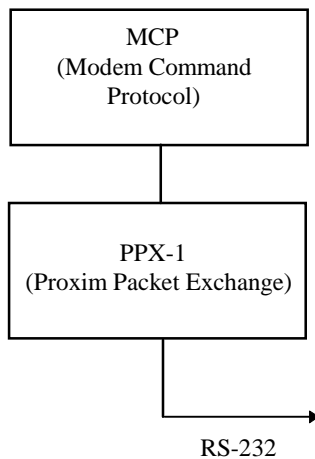 MCP
(Modem Command
Protocol)
PPX-1
(Proxim Packet Exchange)
RS-232